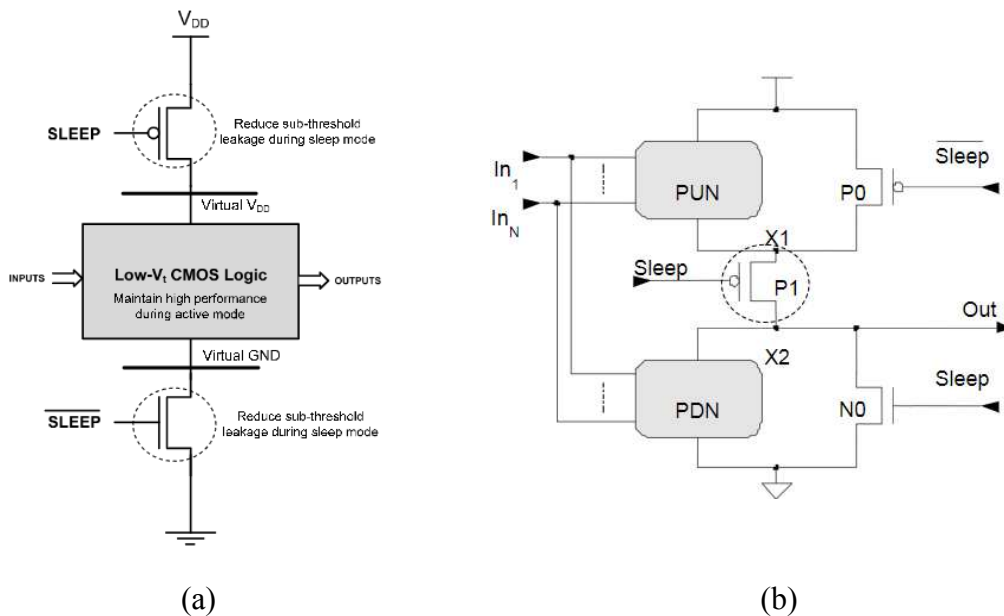 V_DD
SLEEP
Reduce sub-threshold
leakage during sleep mode
Virtual V_DD
INPUTS
Low-V_t CMOS Logic
Maintain high performance
during active mode
OUTPUTS
Virtual GND
SLEEP
Reduce sub-threshold
leakage during sleep mode
(a)
In_1
In_N
PUN
P0
Sleep
X1
Sleep
P1
Out
X2
PDN
N0
Sleep
(b)